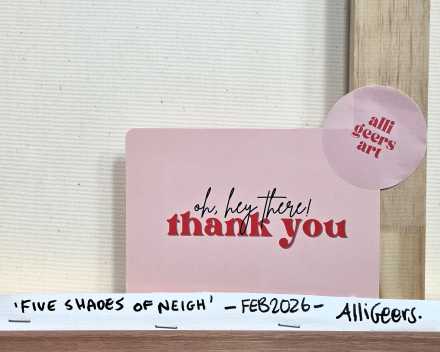 alli
geers
art
oh, hey there!
thank you
'FIVE SHADES OF NEIGH' - FEB2026 - AlliGeers.